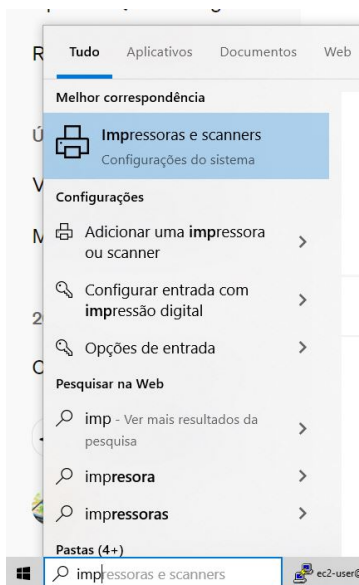 Tudo Aplicativos Documentos Web
Melhor correspondência
Impressoras e scanners
Configurações do sistema
Configurações
Adicionar uma impressora
ou scanner
Configurar entrada com
impressão digital
Opções de entrada
Pesquisar na Web
imp - Ver mais resultados da
pesquisa
impresora
impressoras
Pastas (4+)
impressoras e scanners
ec2-user@